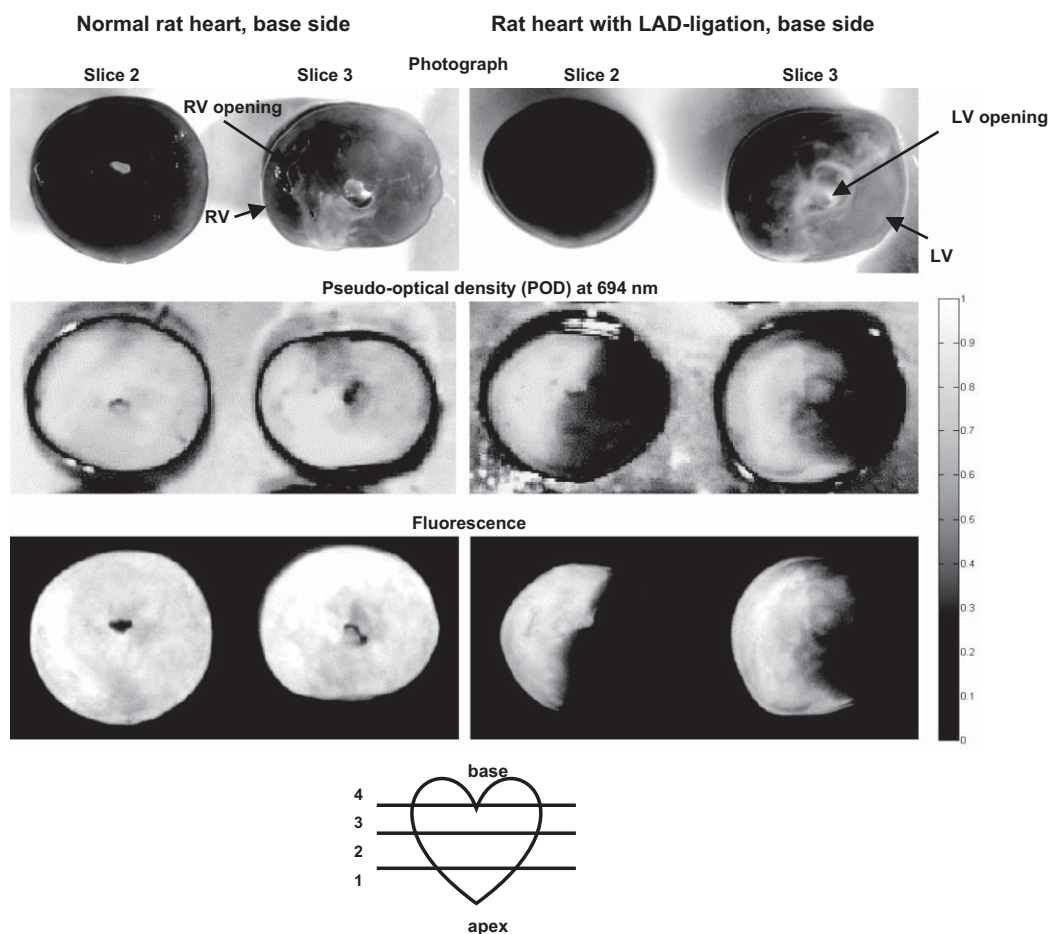 Normal rat heart, base side
Rat heart with LAD-ligation, base side
Photograph
Slice 2
Slice 3
Slice 2
Slice 3
RV opening
RV
LV opening
LV
Pseudo-optical density (POD) at 694 nm
1
0.9
0.8
0.7
0.6
0.5
0.4
0.3
0.2
0.1
0
Fluorescence
base
4
3
2
1
apex